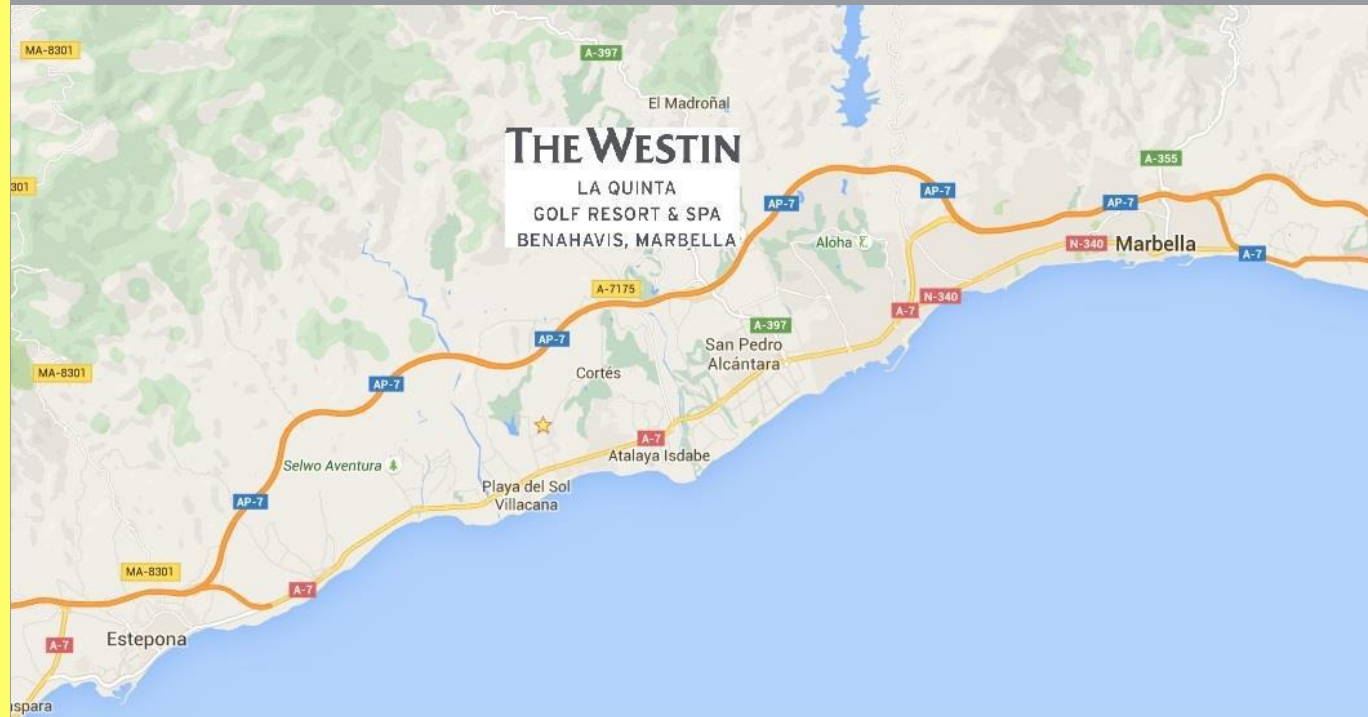 MA-8301
A-397
El Madroñal
THE WESTIN
LA QUINTA
GOLF RESORT & SPA
BENAHAVIS, MARBELLA
A-355
301
AP-7
AP-7
AP-7
Aloha
N-340
Marbella
A-7
A-7175
N-340
A-7
A-397
AP-7
San Pedro
Alcántara
MA-8301
Cortés
AP-7
A-7
Atalaya Isdabe
Selwo Aventura
Playa del Sol
Villacana
AP-7
MA-8301
A-7
Estepona
A-7
spara